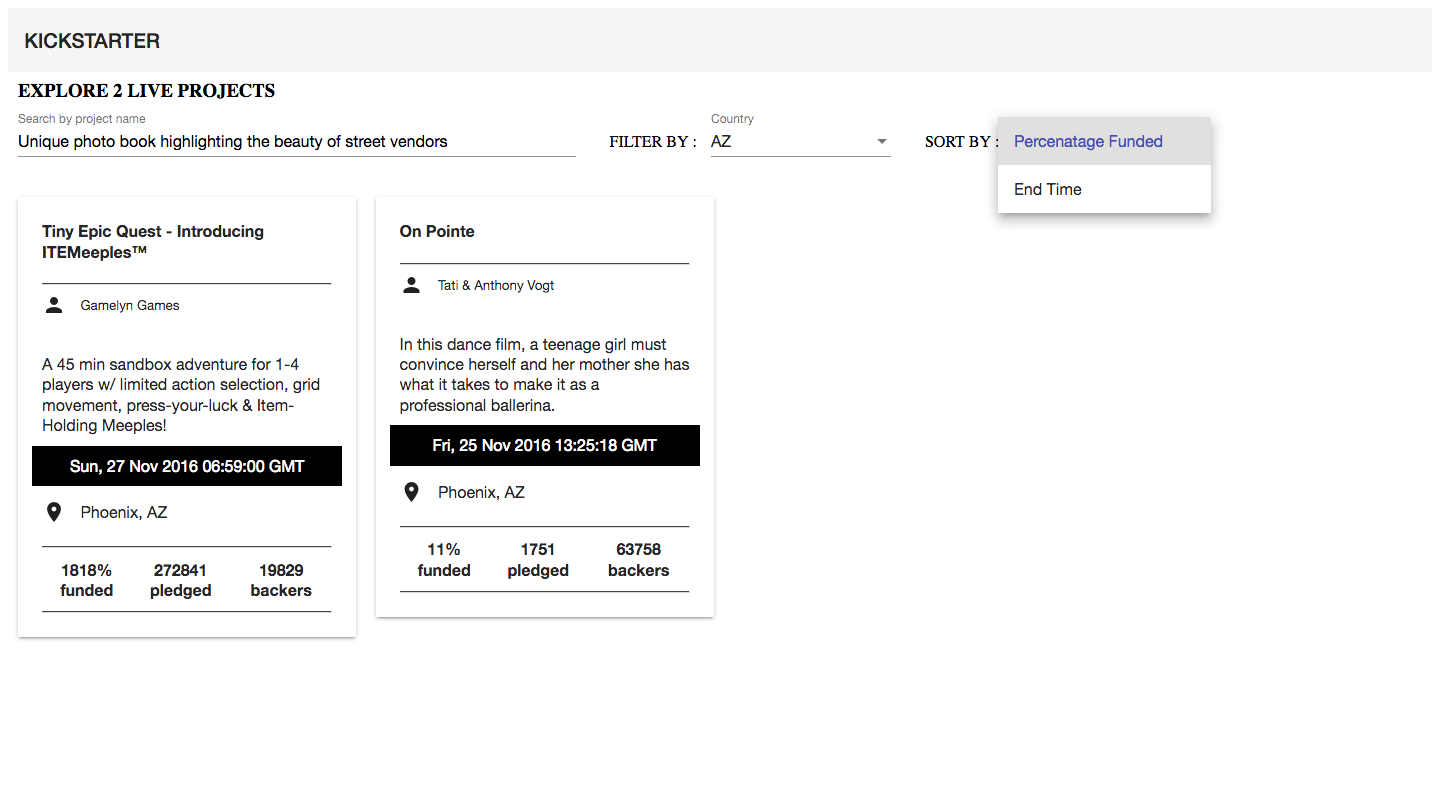 KICKSTARTER
EXPLORE 2 LIVE PROJECTS
Search by project name
Unique photo book highlighting the beauty of street vendors
FILTER BY :
Country
AZ
SORT BY :
Percenatage Funded
End Time
Tiny Epic Quest - Introducing
ITEMeeples™
Gamelyn Games
A 45 min sandbox adventure for 1-4
players w/ limited action selection, grid
movement, press-your-luck & Item-
Holding Meeples!
Sun, 27 Nov 2016 06:59:00 GMT
Phoenix, AZ
1818% 272841 19829
funded pledged backers
On Pointe
Tati & Anthony Vogt
In this dance film, a teenage girl must
convince herself and her mother she has
what it takes to make it as a
professional ballerina.
Fri, 25 Nov 2016 13:25:18 GMT
Phoenix, AZ
11% 1751 63758
funded pledged backers